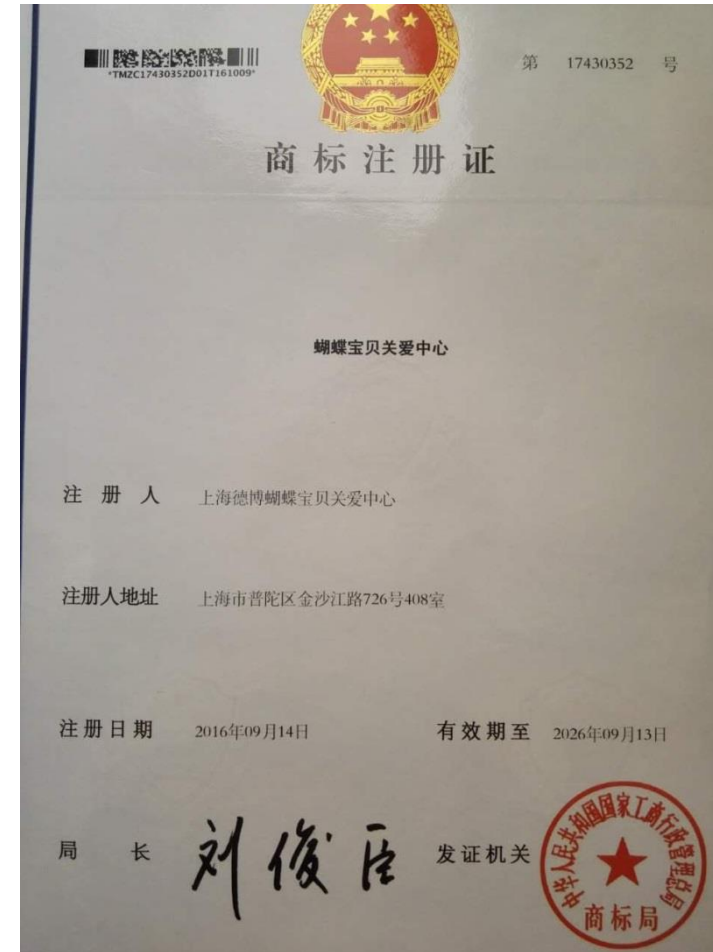 *TMZC17430352D01T161009*
第 17430352 号
商标注册证
蝴蝶宝贝关爱中心
注册人 上海德博蝴蝶宝贝关爱中心
注册人地址 上海市普陀区金沙江路726号408室
注册日期 2016年09月14日 有效期至 2026年09月13日
局长 刘俊臣 发证机关
中华人民共和国国家工商行政管理总局
商标局